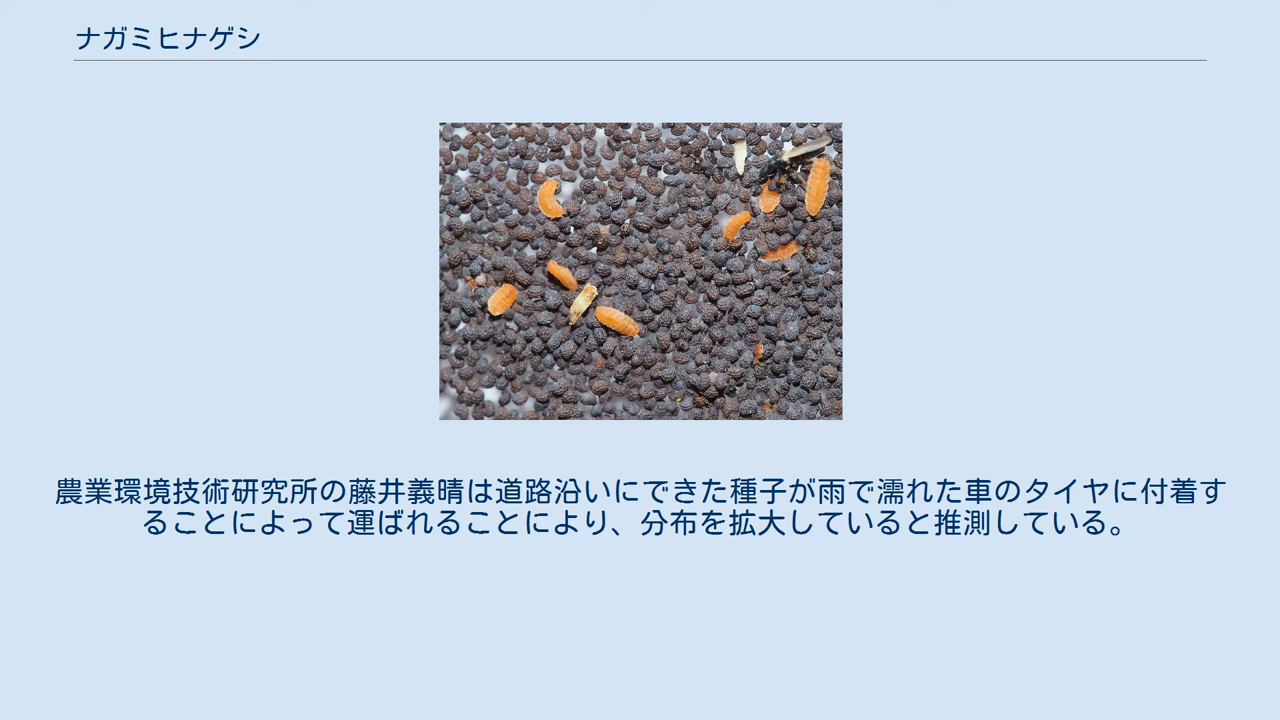 ナガミヒナゲシ
農業環境技術研究所の藤井義晴は道路沿いにできた種子が雨で濡れた車のタイヤに付着す
ることによって運ばれることにより、分布を拡大していると推測している。